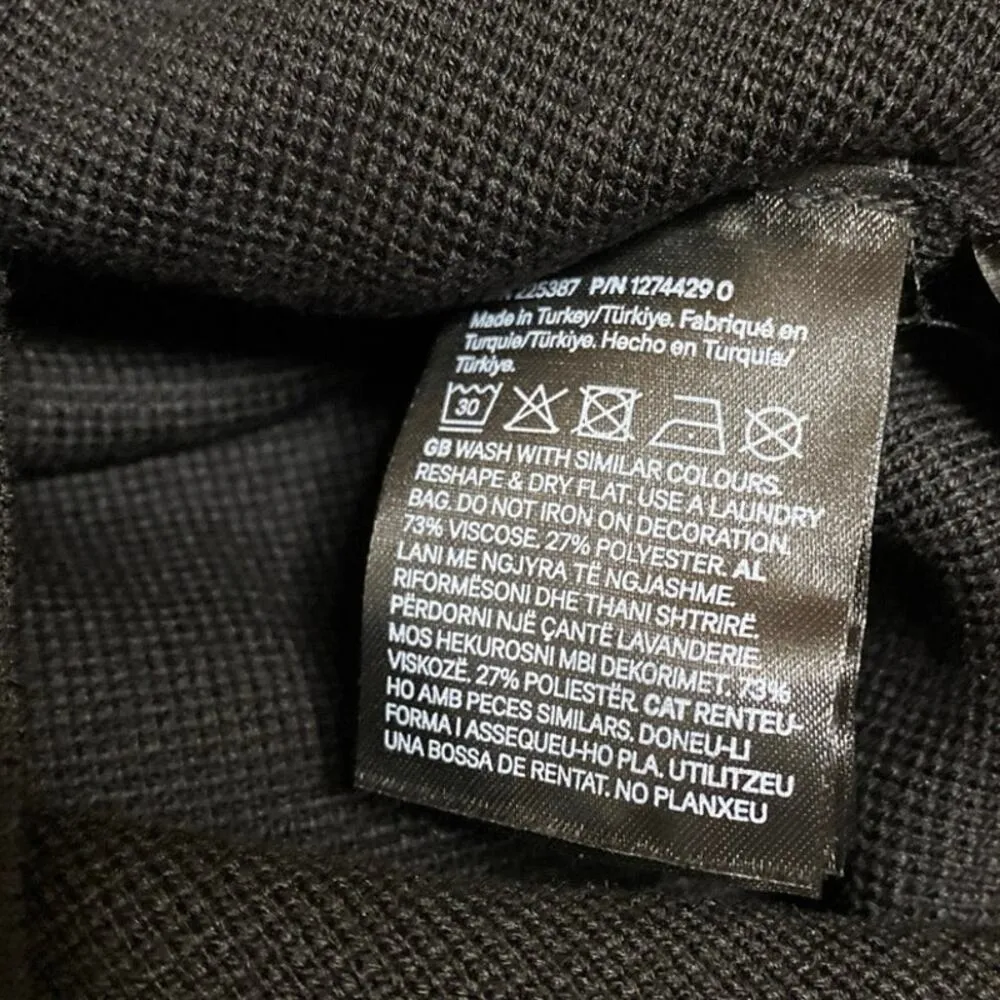 225387 P/N 1274429 0
Made in Turkey/Türkiye. Fabriqué en
Turquie/Türkiye. Hecho en Turquía/
Türkiye.
30
GB WASH WITH SIMILAR COLOURS.
RESHAPE & DRY FLAT. USE A LAUNDRY
BAG. DO NOT IRON ON DECORATION.
73% VISCOSE. 27% POLYESTER. AL
LANI ME NGJYRA TË NGJASHME.
RIFORMËSONI DHE THANI SHTRIRË.
PËRDORNI NJË ÇANTË LAVANDERIE.
MOS HEKUROSNI MBI DEKORIMET. 73%
VISKOZË. 27% POLIESTËR. CAT RENTEU-
HO AMB PECES SIMILARS. DONEU-LI
FORMA I ASSEQUEU-HO PLA. UTILITZEU
UNA BOSSA DE RENTAT. NO PLANXEU